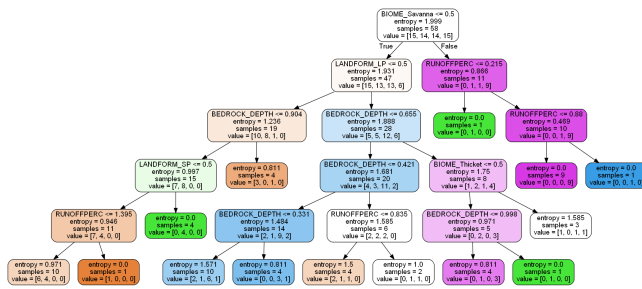 BIOME_Savanna <= 0.5
entropy = 1.999
samples = 58
value = [15, 14, 14, 15]
True
False
LANDFORM_LP <= 0.5
entropy = 1.931
samples = 47
value = [15, 13, 13, 6]
RUNOFFPERC <= 0.215
entropy = 0.866
samples = 11
value = [0, 1, 1, 9]
BEDROCK_DEPTH <= 0.904
entropy = 1.236
samples = 19
value = [10, 8, 1, 0]
BEDROCK_DEPTH <= 0.655
entropy = 1.888
samples = 28
value = [5, 5, 12, 6]
entropy = 0.0
samples = 1
value = [0, 1, 0, 0]
RUNOFFPERC <= 0.88
entropy = 0.469
samples = 10
value = [0, 0, 1, 9]
LANDFORM_SP <= 0.5
entropy = 0.997
samples = 15
value = [7, 8, 0, 0]
entropy = 0.811
samples = 4
value = [3, 0, 1, 0]
BEDROCK_DEPTH <= 0.421
entropy = 1.681
samples = 20
value = [4, 3, 11, 2]
BIOME_Thicket <= 0.5
entropy = 1.75
samples = 8
value = [1, 2, 1, 4]
entropy = 0.0
samples = 9
value = [0, 0, 0, 9]
entropy = 0.0
samples = 1
value = [0, 0, 1, 0]
RUNOFFPERC <= 1.395
entropy = 0.946
samples = 11
value = [7, 4, 0, 0]
entropy = 0.0
samples = 4
value = [0, 4, 0, 0]
BEDROCK_DEPTH <= 0.331
entropy = 1.484
samples = 14
value = [2, 1, 9, 2]
RUNOFFPERC <= 0.835
entropy = 1.585
samples = 6
value = [2, 2, 2, 0]
BEDROCK_DEPTH <= 0.998
entropy = 0.971
samples = 5
value = [0, 2, 0, 3]
entropy = 1.585
samples = 3
value = [1, 0, 1, 1]
entropy = 0.971
samples = 10
value = [6, 4, 0, 0]
entropy = 0.0
samples = 1
value = [1, 0, 0, 0]
entropy = 1.571
samples = 10
value = [2, 1, 6, 1]
entropy = 0.811
samples = 4
value = [0, 0, 3, 1]
entropy = 1.5
samples = 4
value = [2, 1, 1, 0]
entropy = 1.0
samples = 2
value = [0, 1, 1, 0]
entropy = 0.811
samples = 4
value = [0, 1, 0, 3]
entropy = 0.0
samples = 1
value = [0, 1, 0, 0]